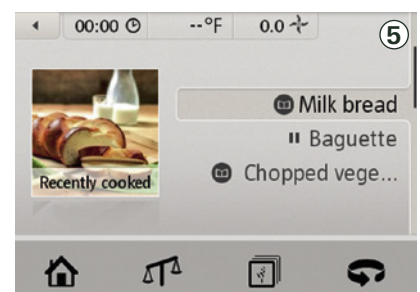 00:00 --°F 0.0
5
Milk bread
Baguette
Chopped vege...
Recently cooked